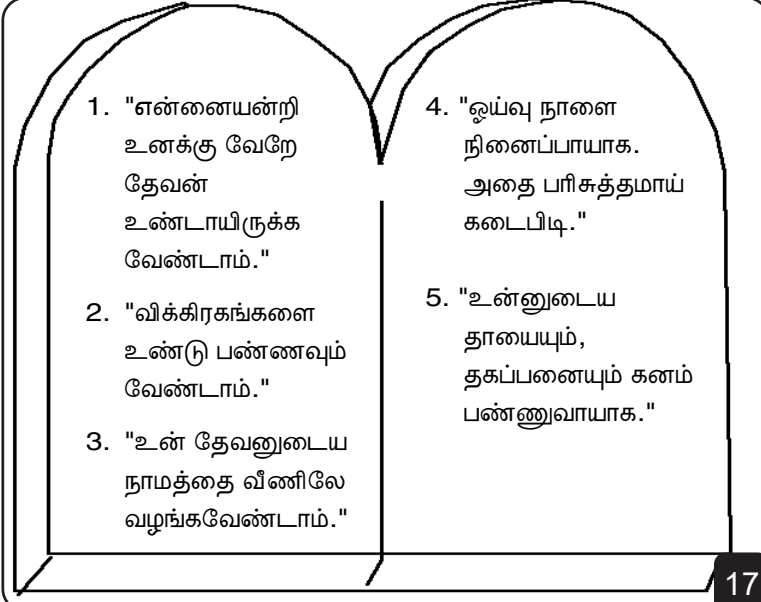 1. "என்னையன்றி
உனக்கு வேறே
தேவன்
உண்டாயிருக்க
வேண்டாம்."
2. "விக்கிரகங்களை
உண்டு பண்ணவும்
வேண்டாம்."
3. "உன் தேவனுடைய
நாமத்தை வீணிலே
வழங்கவேண்டாம்."
4. "ஓய்வு நாளை
நினைப்பாயாக.
அதை பரிசுத்தமாய்
கடைபிடி."
5. "உன்னுடைய
தாயையும்,
தகப்பனையும் கனம்
பண்ணுவாயாக."
17